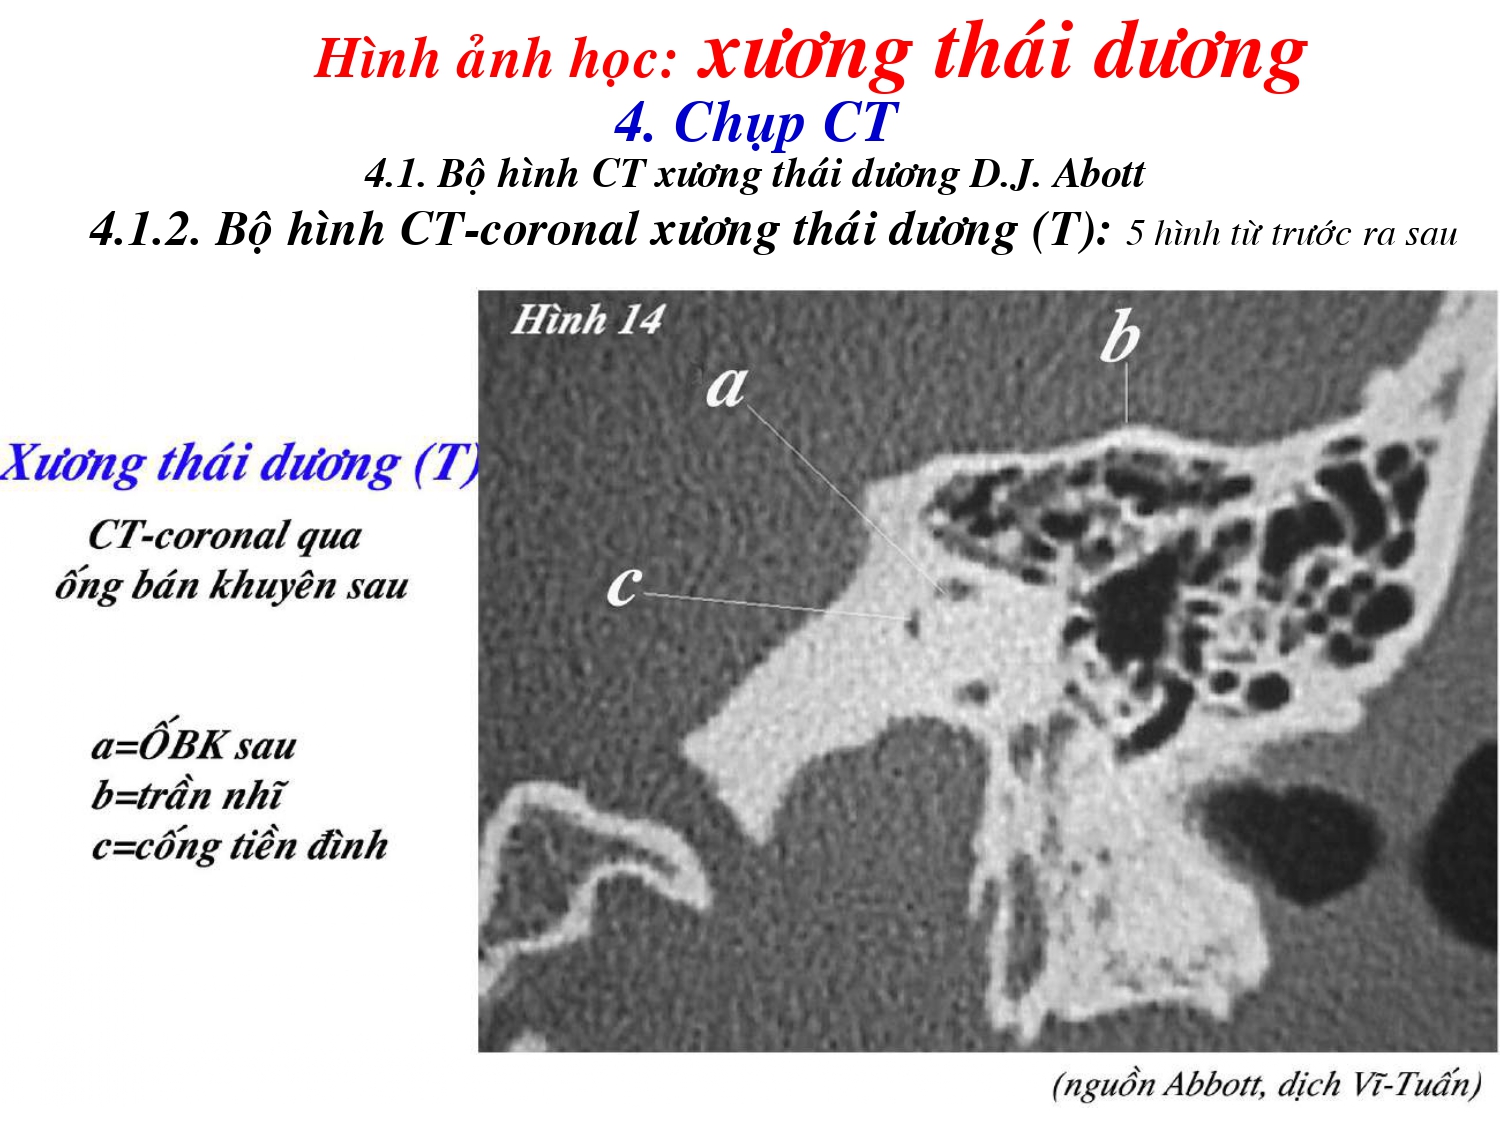 Hình ảnh học: xương thái dương
4. Chụp CT
4.1. Bộ hình CT xương thái dương D.J. Abott
4.1.2. Bộ hình CT-coronal xương thái dương (T): 5 hình từ trước ra sau
Hình 14
b
a
c
Xương thái dương (T)
CT-coronal qua
ống bán khuyên sau
a=ỐBK sau
b=trần nhĩ
c=cống tiền đình
(nguồn Abbott, dịch Vĩ-Tuấn)